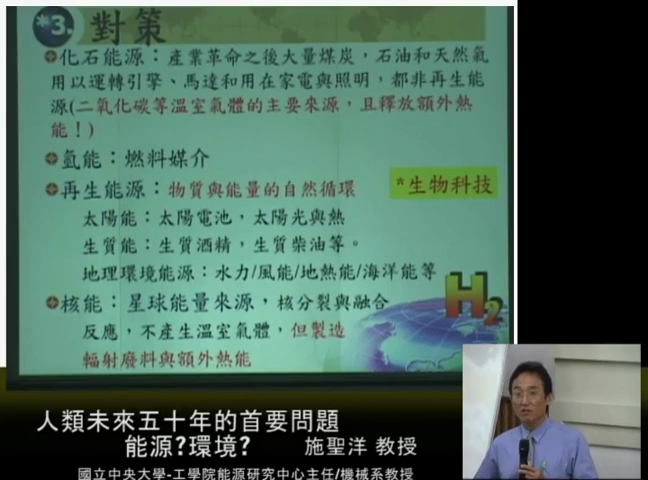 *3. 對策
化石能源：產業革命之後大量煤炭，石油和天然氣
用以運轉引擎、馬達和用在家電與照明，都非再生能
源(二氧化碳等溫室氣體的主要來源，且釋放額外熱
能！)
氫能：燃料媒介
再生能源：物質與能量的自然循環
*生物科技
太陽能：太陽電池，太陽光與熱
生質能：生質酒精，生質柴油等。
地理環境能源：水力/風能/地熱能/海洋能等
核能：星球能量來源，核分裂與融合
反應，不產生溫室氣體，但製造
輻射廢料與額外熱能
H2
人類未來五十年的首要問題
能源?環境?
施聖洋 教授
國立中央大學-工學院能源研究中心主任/機械系教授